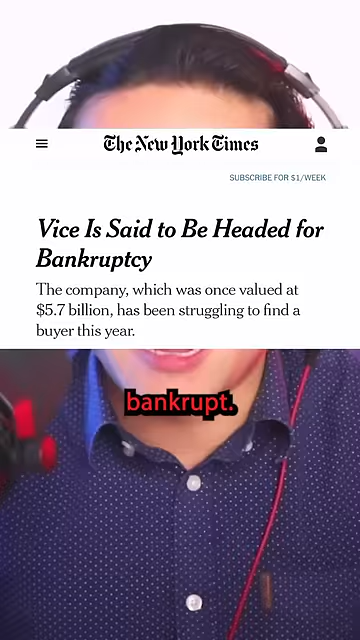 The New York Times
SUBSCRIBE FOR $1/WEEK
Vice Is Said to Be Headed for
Bankruptcy
The company, which was once valued at
$5.7 billion, has been struggling to find a
buyer this year.
bankrupt.